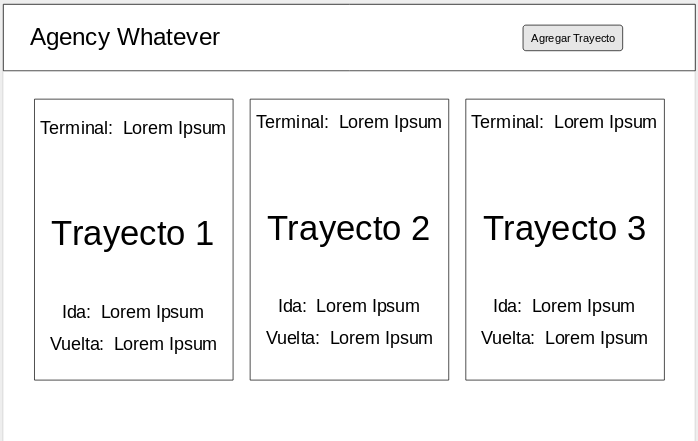 Agency Whatever
Agregar Trayecto
Terminal: Lorem Ipsum
Trayecto 1
Ida: Lorem Ipsum
Vuelta: Lorem Ipsum
Terminal: Lorem Ipsum
Trayecto 2
Ida: Lorem Ipsum
Vuelta: Lorem Ipsum
Terminal: Lorem Ipsum
Trayecto 3
Ida: Lorem Ipsum
Vuelta: Lorem Ipsum